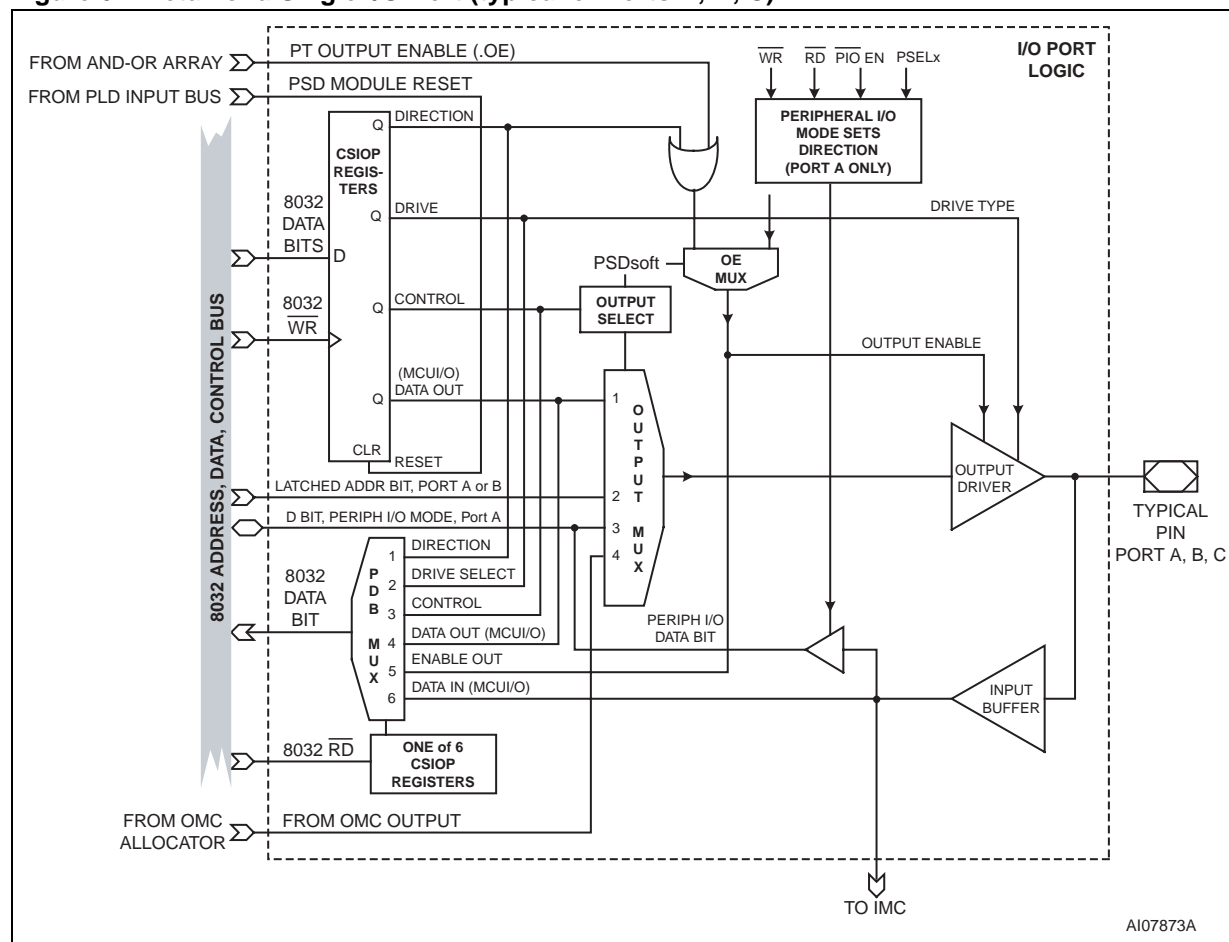 FROM AND-OR ARRAY
PT OUTPUT ENABLE (.OE)
FROM PLD INPUT BUS
PSD MODULE RESET
WR
RD
PIO EN
PSELx
I/O PORT
LOGIC
PERIPHERAL I/O
MODE SETS
DIRECTION
(PORT A ONLY)
8032 ADDRESS, DATA, CONTROL BUS
CSIOP
REGIS-
TERS
Q
DIRECTION
Q
DRIVE
DRIVE TYPE
8032
DATA
BITS
D
PSDsoft
OE
MUX
OUTPUT
SELECT
Q
CONTROL
8032
WR
OUTPUT ENABLE
(MCUI/O)
DATA OUT
Q
CLR
RESET
1
2
3
4
OUTPUT MUX
OUTPUT
DRIVER
TYPICAL
PIN
PORT A, B, C
LATCHED ADDR BIT, PORT A or B
D BIT, PERIPH I/O MODE, Port A
8032
DATA
BIT
PDB MUX
1
DIRECTION
2
DRIVE SELECT
3
CONTROL
4
DATA OUT (MCUI/O)
5
ENABLE OUT
6
DATA IN (MCUI/O)
PERIPH I/O
DATA BIT
INPUT
BUFFER
8032 RD
ONE of 6
CSIOP
REGISTERS
FROM OMC
ALLOCATOR
FROM OMC OUTPUT
TO IMC
AI07873A